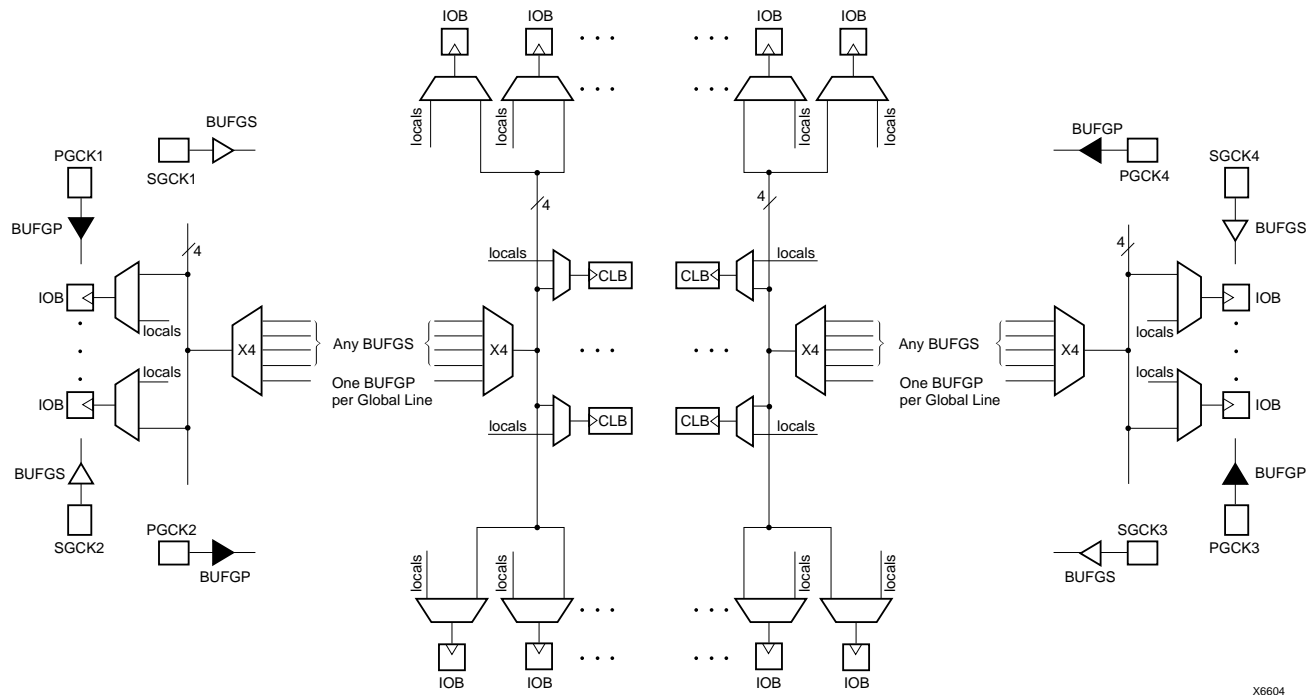 IOB
IOB
• • •
• • •
IOB
IOB
• • •
• • •
locals
locals
locals
locals
BUFGS
PGCK1
SGCK1
BUFGP
PGCK4
SGCK4
BUFGP
BUFGS
4
4
4
4
locals
CLB
CLB
locals
IOB
locals
IOB
locals
X4
Any BUFGS
X4
• • •
• • •
X4
Any BUFGS
X4
One BUFGP
per Global Line
One BUFGP
per Global Line
locals
IOB
locals
IOB
CLB
CLB
locals
locals
BUFGS
SGCK2
PGCK2
BUFGP
BUFGP
SGCK3
PGCK3
BUFGS
locals
locals
locals
locals
• • •
• • •
• • •
• • •
IOB
IOB
IOB
IOB
X6604